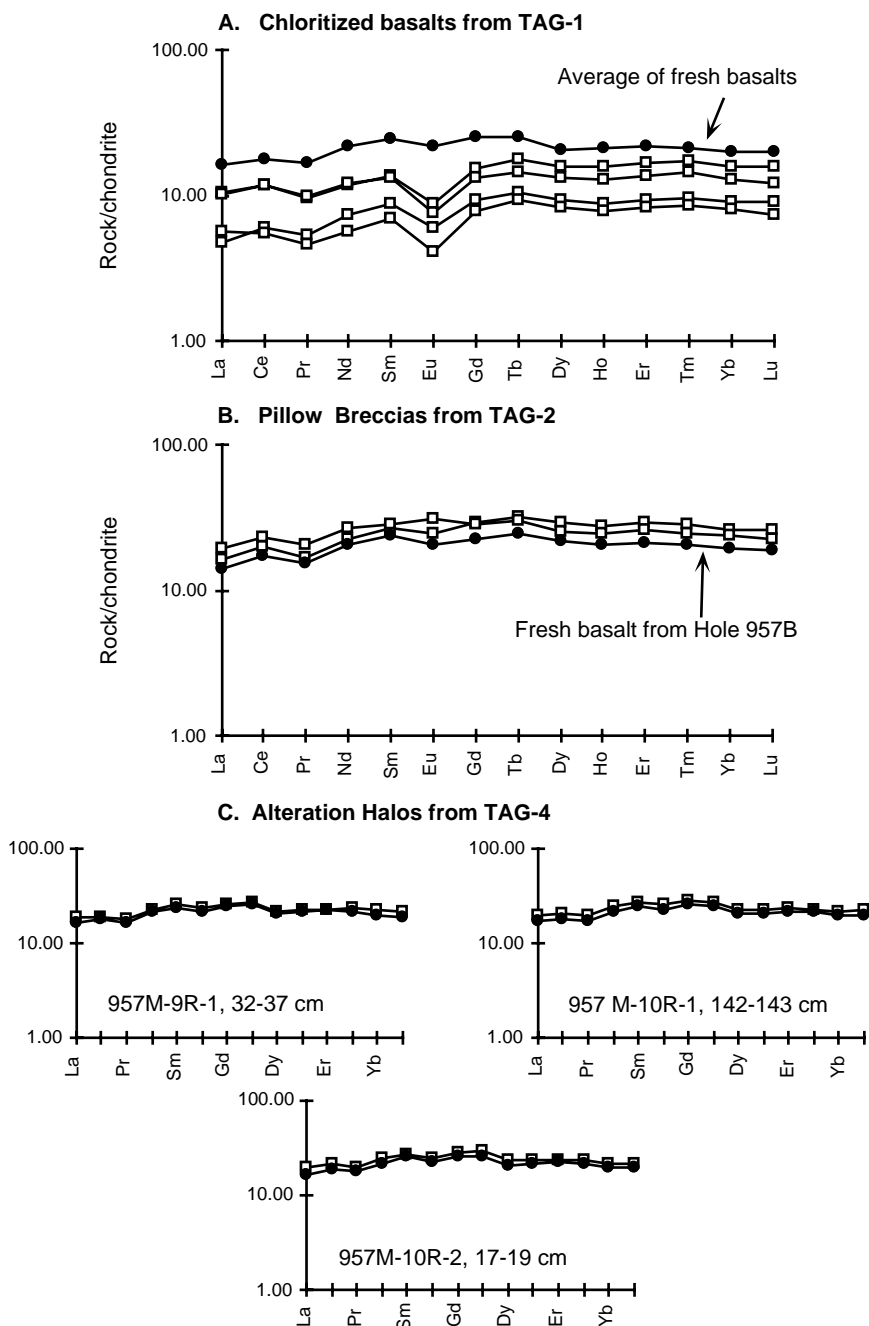 A. Chloritized basalts from TAG-1
100.00
Average of fresh basalts
Rock/chondrite
10.00
1.00
La Ce Pr Nd Sm Eu Gd Tb Dy Ho Er Tm Yb Lu
B. Pillow Breccias from TAG-2
100.00
Rock/chondrite
10.00
Fresh basalt from Hole 957B
1.00
La Ce Pr Nd Sm Eu Gd Tb Dy Ho Er Tm Yb Lu
C. Alteration Halos from TAG-4
100.00
10.00
957M-9R-1, 32-37 cm
1.00
La Pr Sm Gd Dy Er Yb
100.00
10.00
957 M-10R-1, 142-143 cm
1.00
La Pr Sm Gd Dy Er Yb
100.00
10.00
957M-10R-2, 17-19 cm
1.00
La Pr Sm Gd Dy Er Yb